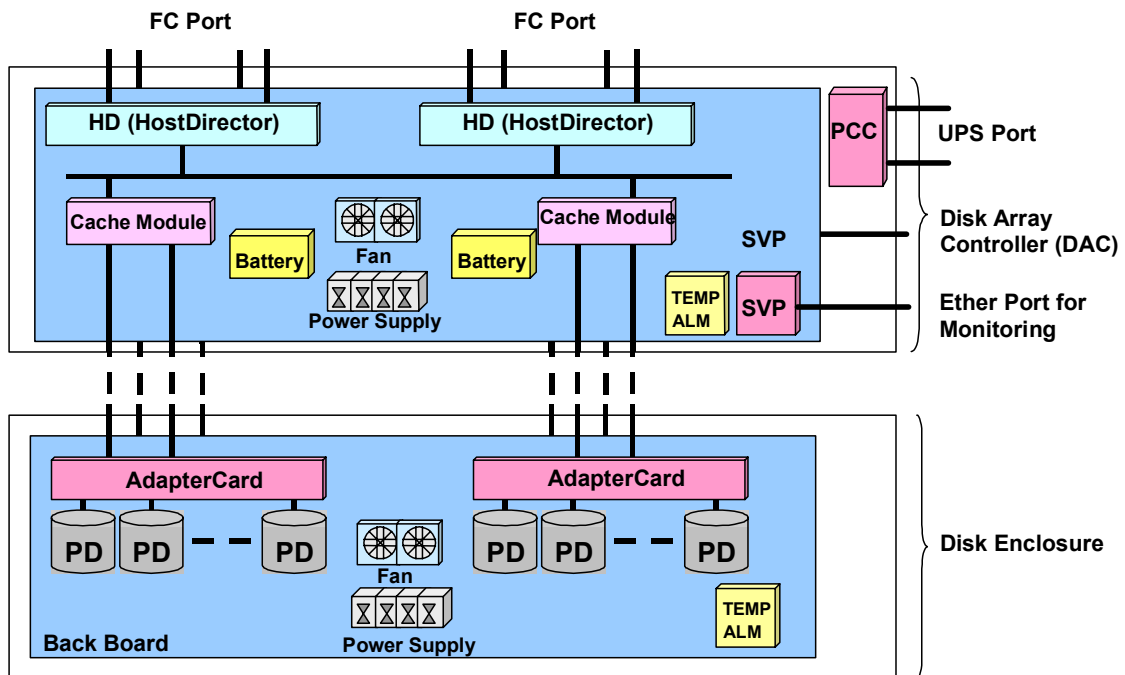 FC Port
FC Port
HD (HostDirector)
HD (HostDirector)
PCC
UPS Port
Cache Module
Cache Module
Battery
Fan
Battery
SVP
Disk Array
Controller (DAC)
Power Supply
TEMP
ALM
SVP
Ether Port for
Monitoring
AdapterCard
AdapterCard
PD
PD
PD
PD
PD
PD
Fan
Disk Enclosure
Power Supply
TEMP
ALM
Back Board